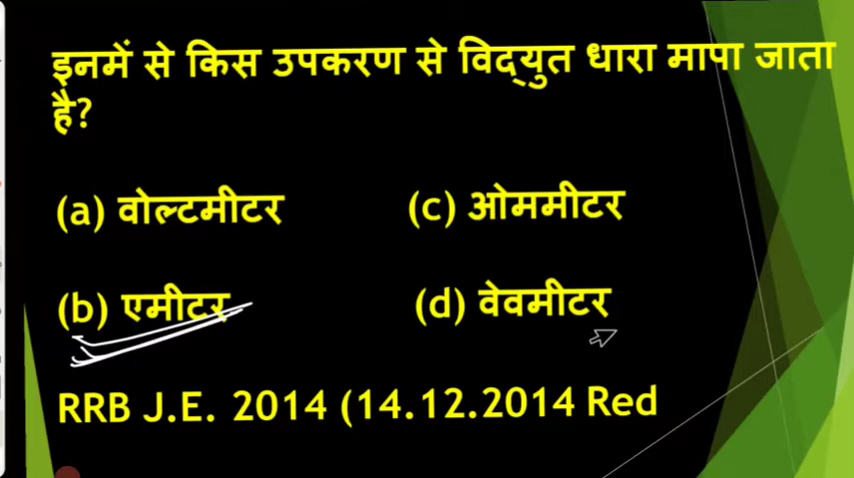 इनमें से किस उपकरण से विद्युत धारा मापा जाता
है?
(a) वोल्टमीटर (c) ओममीटर
(b) एमीटर (d) वेवमीटर
RRB J.E. 2014 (14.12.2014 Red